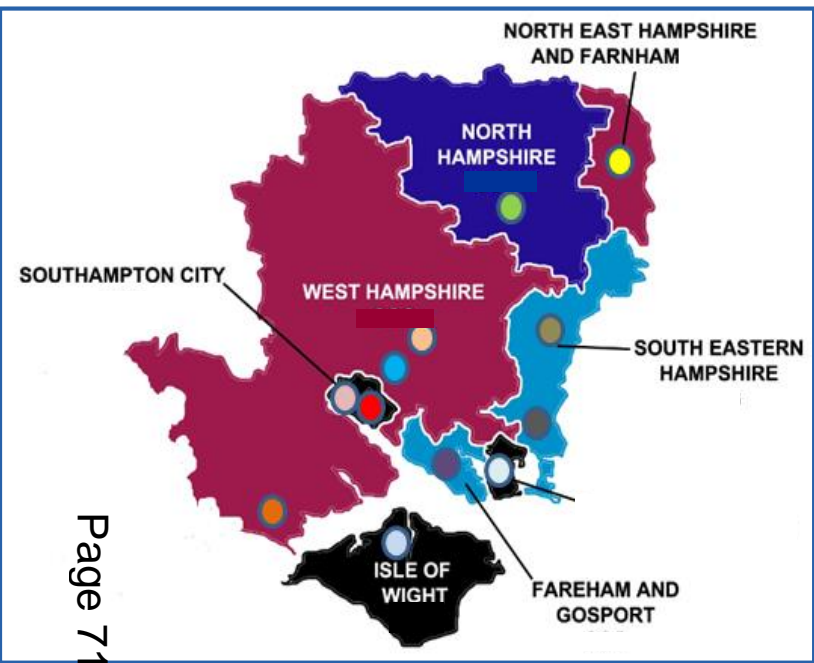 NORTH EAST HAMPSHIRE
AND FARNHAM
NORTH
HAMPSHIRE
SOUTHAMPTON CITY
WEST HAMPSHIRE
SOUTH EASTERN
HAMPSHIRE
ISLE OF
WIGHT
FAREHAM AND
GOSPORT
Page 71